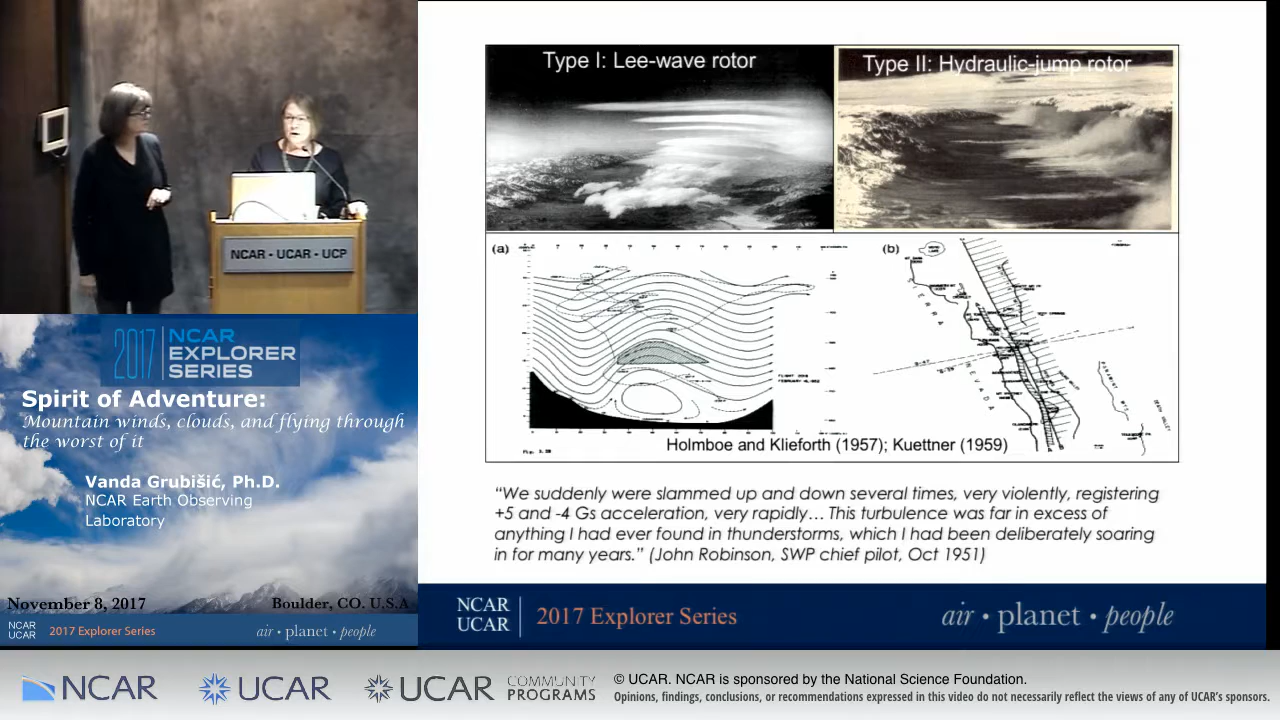 NCAR • UCAR • UCP
2017
NCAR
EXPLORER
SERIES
Spirit of Adventure:
Mountain winds, clouds, and flying through
the worst of it
Vanda Grubišić, Ph.D.
NCAR Earth Observing
Laboratory
November 8, 2017
Boulder, CO. U.S.A
NCAR
UCAR
2017 Explorer Series
air • planet • people
Type I: Lee-wave rotor
Type II: Hydraulic-jump rotor
(a)
(b)
SIERRA
NEVADA
Holmboe and Klieforth (1957); Kuettner (1959)
“We suddenly were slammed up and down several times, very violently, registering
+5 and -4 Gs acceleration, very rapidly… This turbulence was far in excess of
anything I had ever found in thunderstorms, which I had been deliberately soaring
in for many years.” (John Robinson, SWP chief pilot, Oct 1951)
NCAR
UCAR
2017 Explorer Series
air • planet • people
NCAR
UCAR
UCAR
COMMUNITY
PROGRAMS
© UCAR. NCAR is sponsored by the National Science Foundation.
Opinions, findings, conclusions, or recommendations expressed in this video do not necessarily reflect the views of any of UCAR's sponsors.